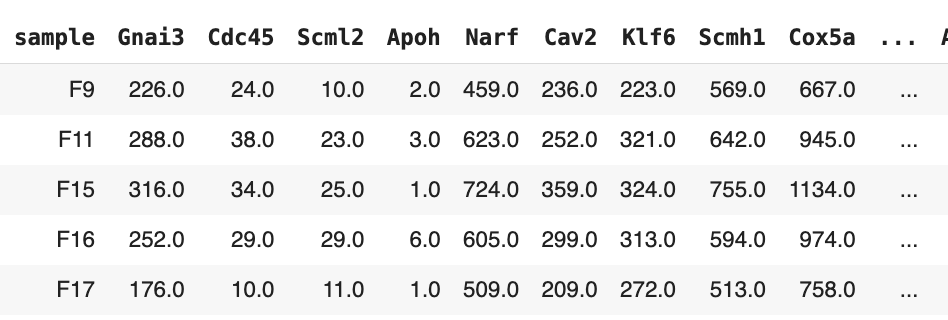 sample Gnai3 Cdc45 Scml2 Apoh Narf Cav2 Klf6 Scmh1 Cox5a ...
F9 226.0 24.0 10.0 2.0 459.0 236.0 223.0 569.0 667.0 ...
F11 288.0 38.0 23.0 3.0 623.0 252.0 321.0 642.0 945.0 ...
F15 316.0 34.0 25.0 1.0 724.0 359.0 324.0 755.0 1134.0 ...
F16 252.0 29.0 29.0 6.0 605.0 299.0 313.0 594.0 974.0 ...
F17 176.0 10.0 11.0 1.0 509.0 209.0 272.0 513.0 758.0 ...